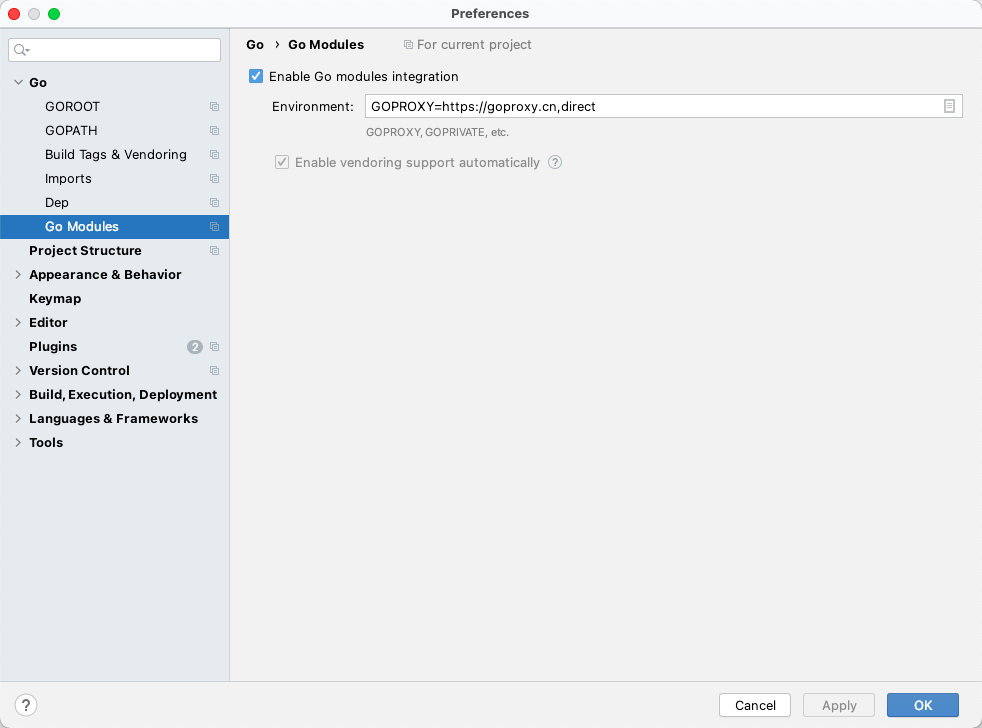 Preferences
Go
GOROOT
GOPATH
Build Tags & Vendoring
Imports
Dep
Go Modules
Project Structure
Appearance & Behavior
Keymap
Editor
Plugins 2
Version Control
Build, Execution, Deployment
Languages & Frameworks
Tools
Go › Go Modules For current project
Enable Go modules integration
Environment: GOPROXY=https://goproxy.cn,direct
GOPROXY, GOPRIVATE, etc.
Enable vendoring support automatically ?
? Cancel Apply OK